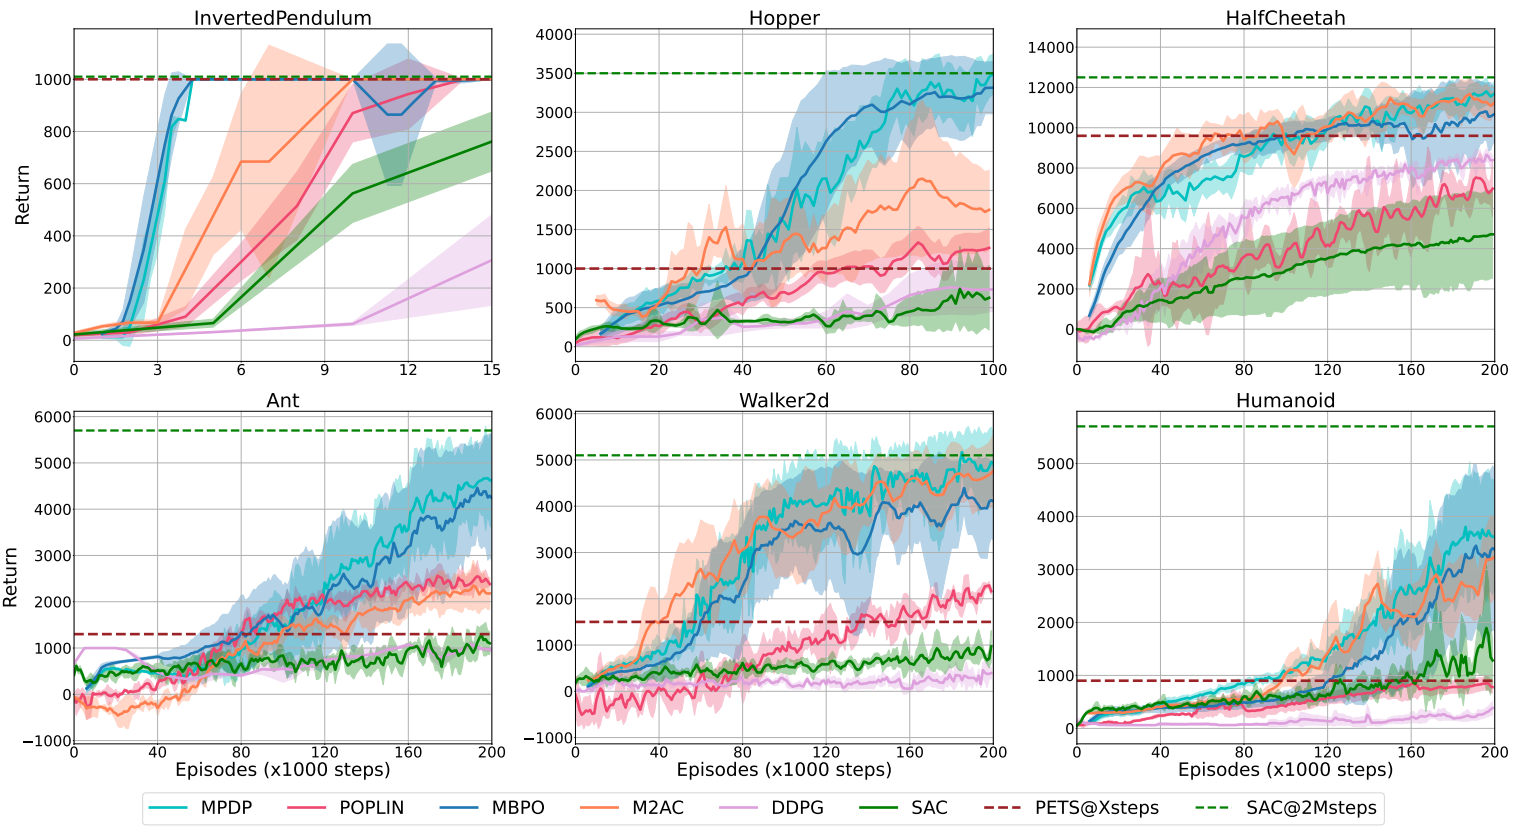 InvertedPendulum
Hopper
HalfCheetah
Return
1000
800
600
400
200
0
0 3 6 9 12 15
4000
3500
3000
2500
2000
1500
1000
500
0
0 20 40 60 80 100
14000
12000
10000
8000
6000
4000
2000
0
0 40 80 120 160 200
Ant
Walker2d
Humanoid
Return
6000
5000
4000
3000
2000
1000
0
−1000
0 40 80 120 160 200
Episodes (x1000 steps)
6000
5000
4000
3000
2000
1000
0
−1000
0 40 80 120 160 200
Episodes (x1000 steps)
5000
4000
3000
2000
1000
0
0 40 80 120 160 200
Episodes (x1000 steps)
MPDP POPLIN MBPO M2AC DDPG SAC PETS@Xsteps SAC@2Msteps